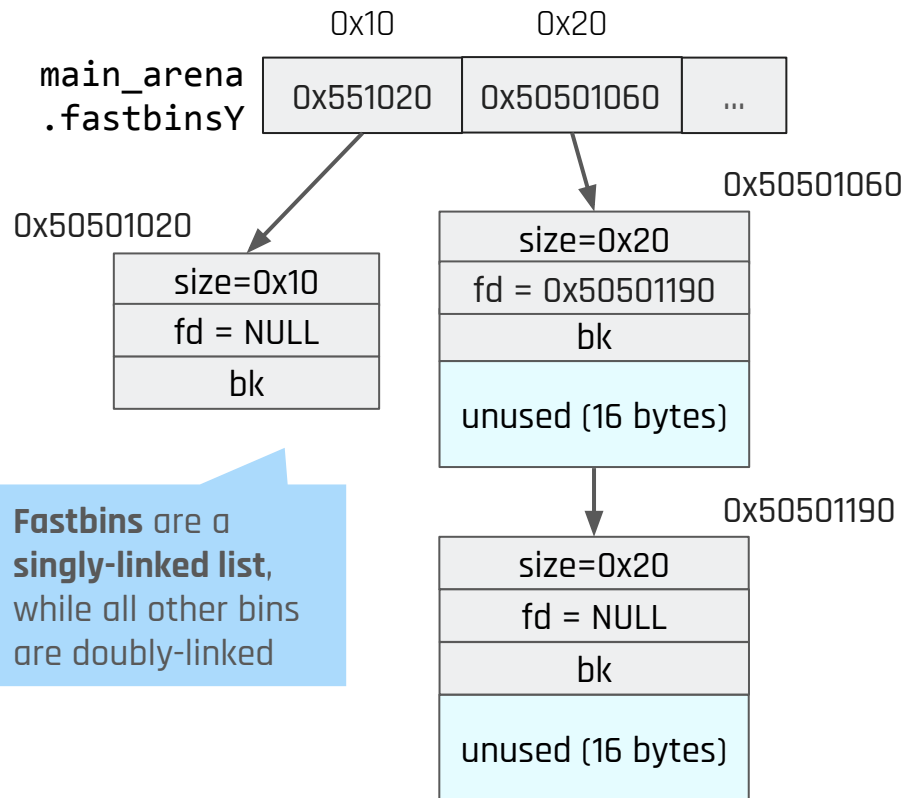 0x10
0x20
main_arena
.fastbinsY
0x551020
0x50501060
...
0x50501020
size=0x10
fd = NULL
bk
0x50501060
size=0x20
fd = 0x50501190
bk
unused (16 bytes)
Fastbins are a
singly-linked list,
while all other bins
are doubly-linked
0x50501190
size=0x20
fd = NULL
bk
unused (16 bytes)